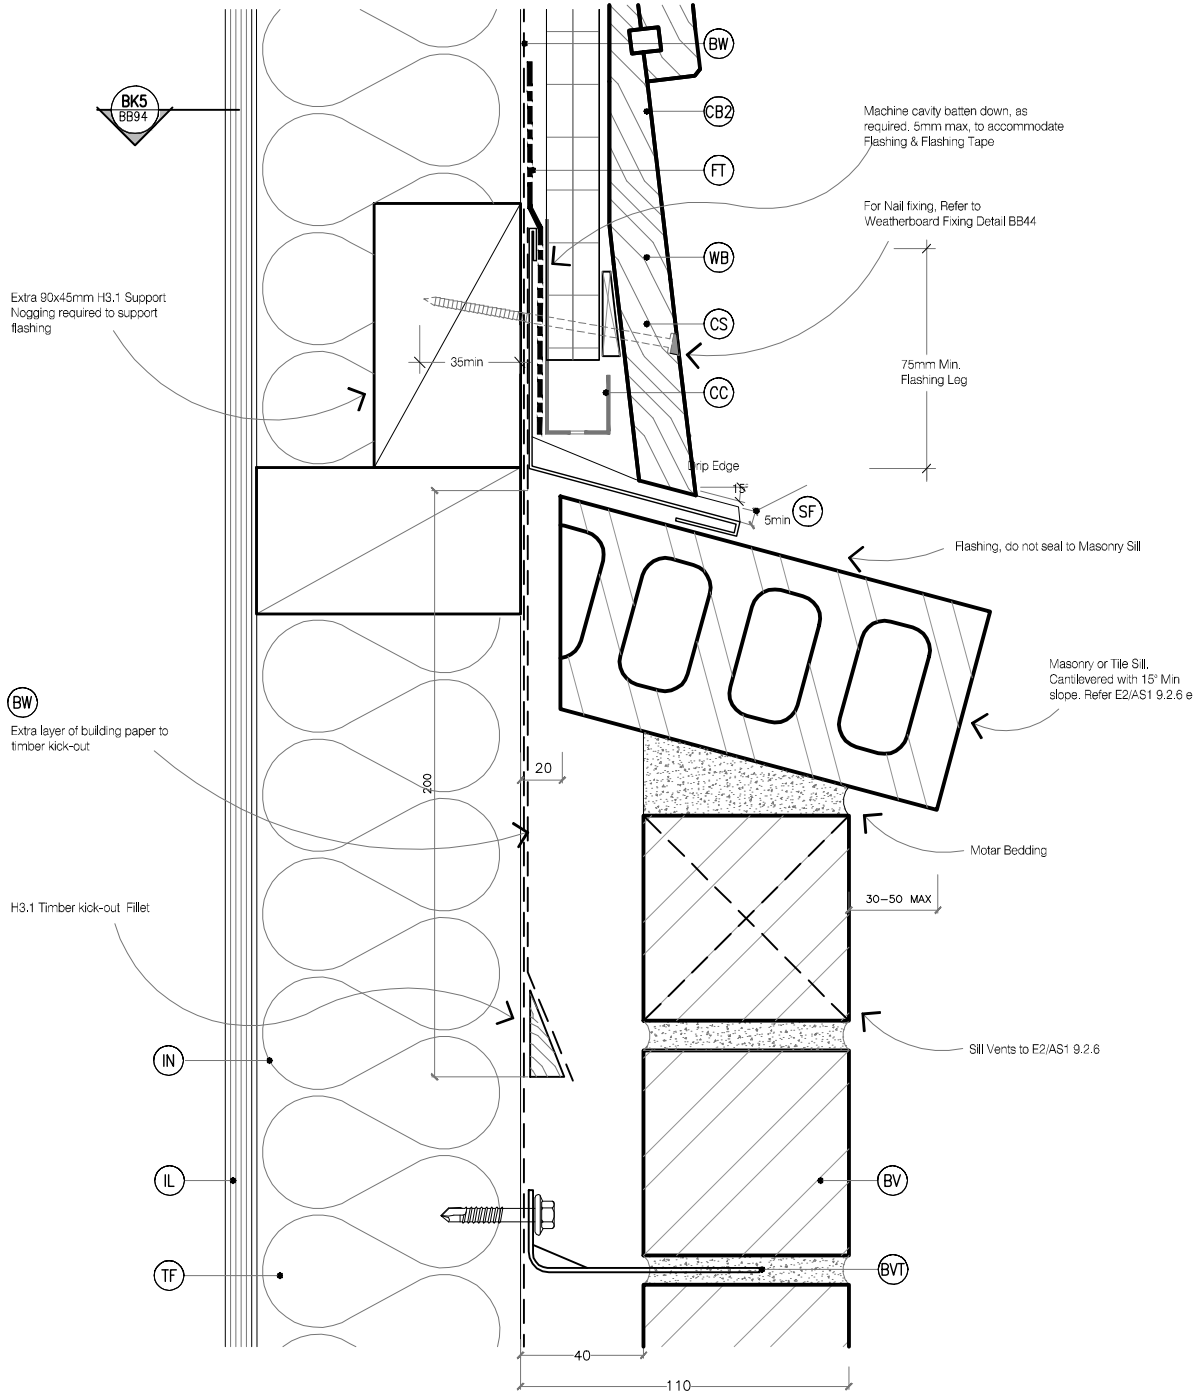 BW
BK5
BB94
CB2
Machine cavity batten down, as
required. 5mm max, to accommodate
Flashing & Flashing Tape
FT
For Nail fixing, Refer to
Weatherboard Fixing Detail BB44
WB
Extra 90x45mm H3.1 Support
Nogging required to support
flashing
CS
35min
75mm Min.
Flashing Leg
CC
Drip Edge
15
5min
SF
Flashing, do not seal to Masonry Sill
Masonry or Tile Sill.
Cantilevered with 15° Min
slope. Refer E2/AS1 9.2.6 e
BW
Extra layer of building paper to
timber kick-out
20
200
Motar Bedding
30-50 MAX
H3.1 Timber kick-out Fillet
Sill Vents to E2/AS1 9.2.6
IN
IL
BV
TF
BVT
40
110